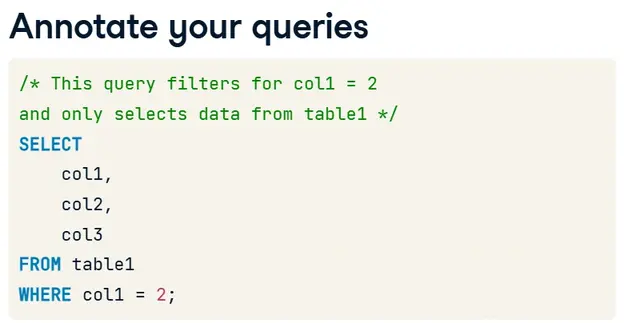 Annotate your queries
/* This query filters for col1 = 2
and only selects data from table1 */
SELECT
    col1,
    col2,
    col3
FROM table1
WHERE col1 = 2;